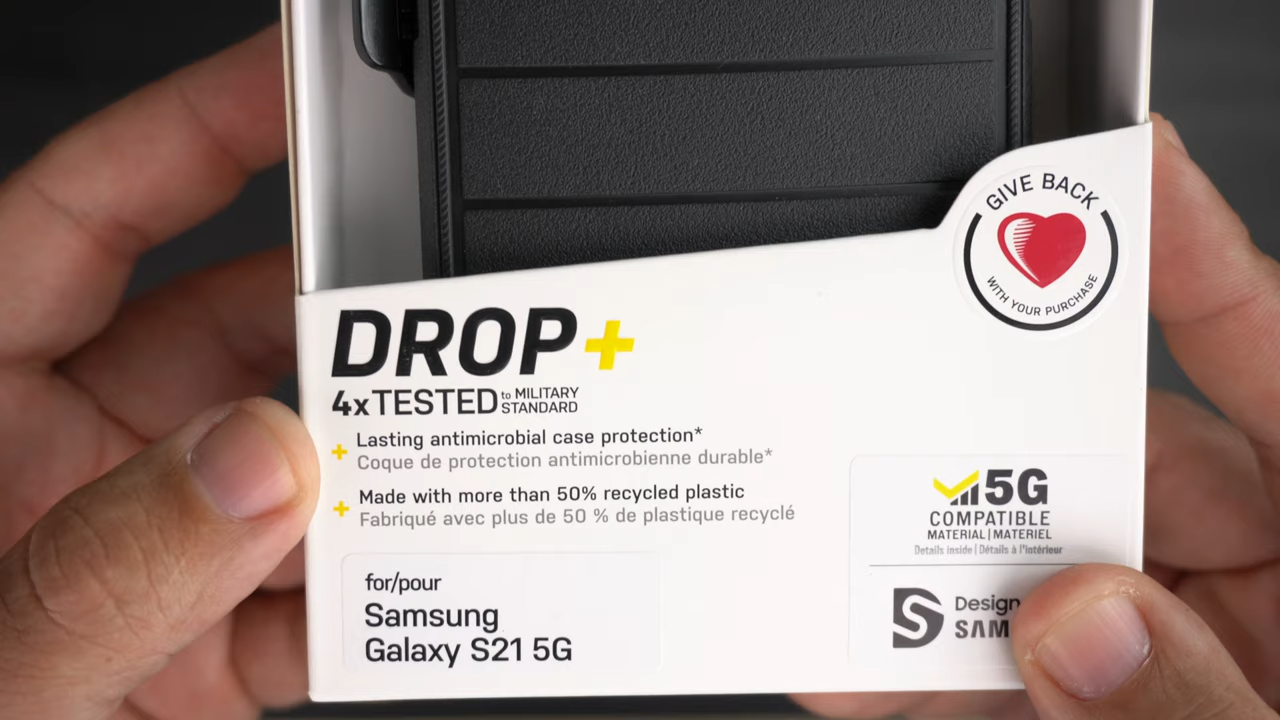 GIVE BACK
WITH YOUR PURCHASE
DROP+
4xTESTED to MILITARY STANDARD
+ Lasting antimicrobial case protection*
Coque de protection antimicrobienne durable*
+ Made with more than 50% recycled plastic
Fabriqué avec plus de 50 % de plastique recyclé
5G
COMPATIBLE
MATERIAL | MATERIEL
Details inside | Détails à l'intérieur
for/pour
Samsung
Galaxy S21 5G
Design
SAM